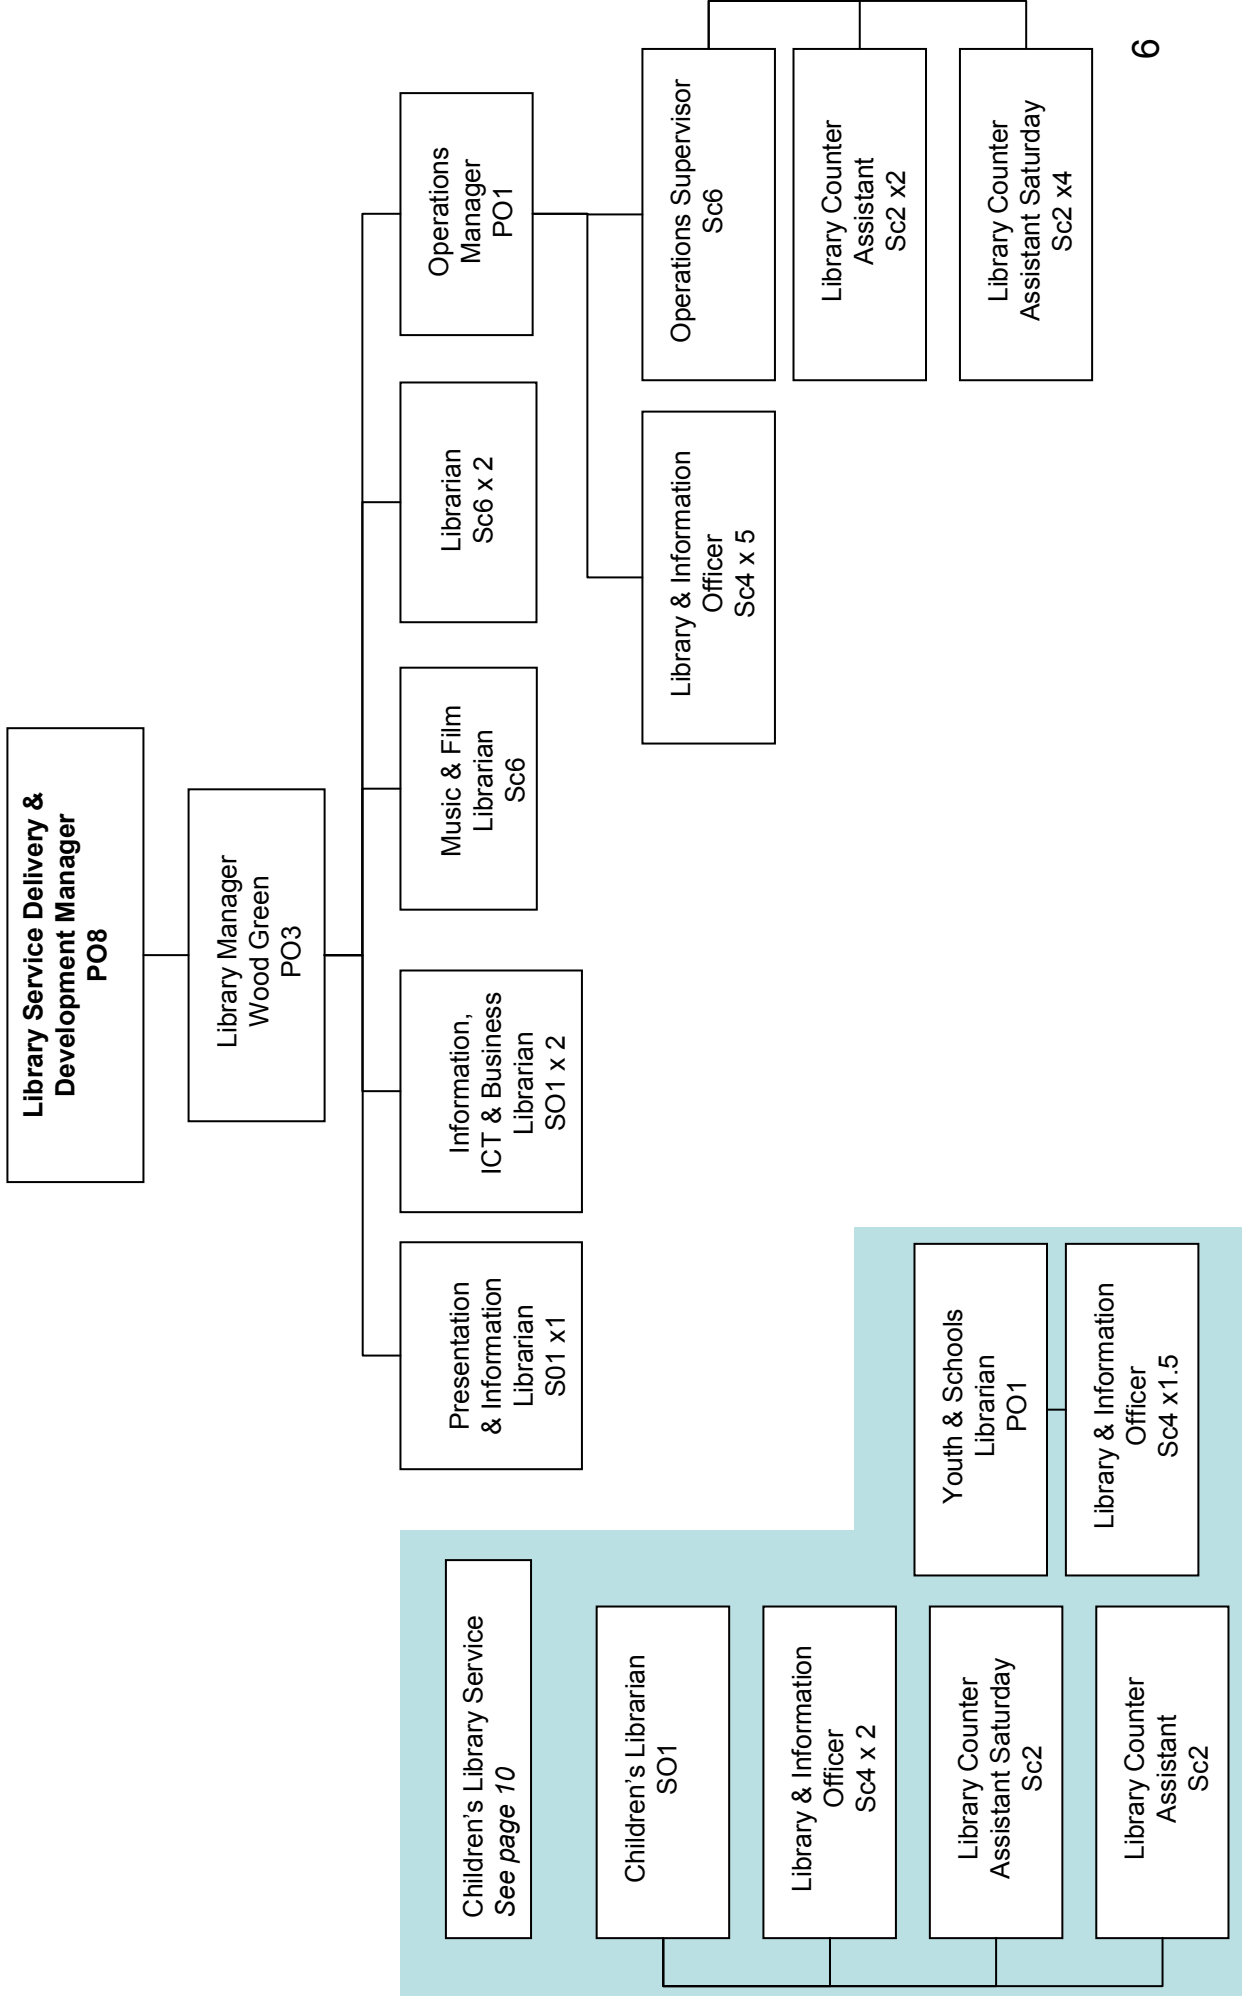 Library Service Delivery &
Development Manager
PO8
Library Manager
Wood Green
PO3
Presentation
& Information
Librarian
S01 x1
Information,
ICT & Business
Librarian
SO1 x 2
Music & Film
Librarian
Sc6
Librarian
Sc6 x 2
Operations
Manager
PO1
Library & Information
Officer
Sc4 x 5
Operations Supervisor
Sc6
Library Counter
Assistant
Sc2 x2
Library Counter
Assistant Saturday
Sc2 x4
Children’s Library Service
See page 10
Children’s Librarian
SO1
Library & Information
Officer
Sc4 x 2
Library Counter
Assistant Saturday
Sc2
Library Counter
Assistant
Sc2
Youth & Schools
Librarian
PO1
Library & Information
Officer
Sc4 x1.5
6